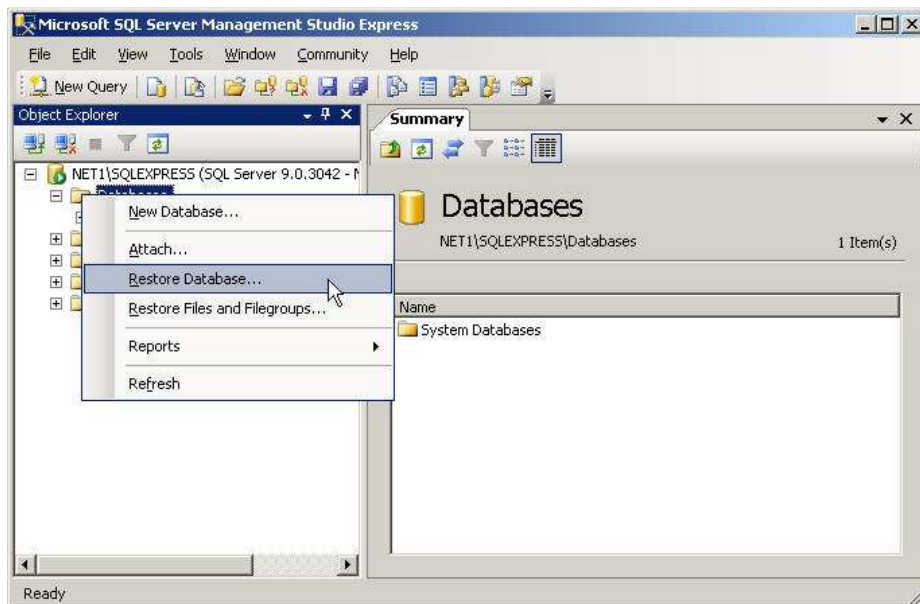 Microsoft SQL Server Management Studio Express
File Edit View Tools Window Community Help
New Query
Object Explorer
NET1\SQLEXPRESS (SQL Server 9.0.3042 -
Databases
New Database...
Attach...
Restore Database...
Restore Files and Filegroups...
Reports
Refresh
Summary
Databases
NET1\SQLEXPRESS\Databases 1 Item(s)
Name
System Databases
Ready